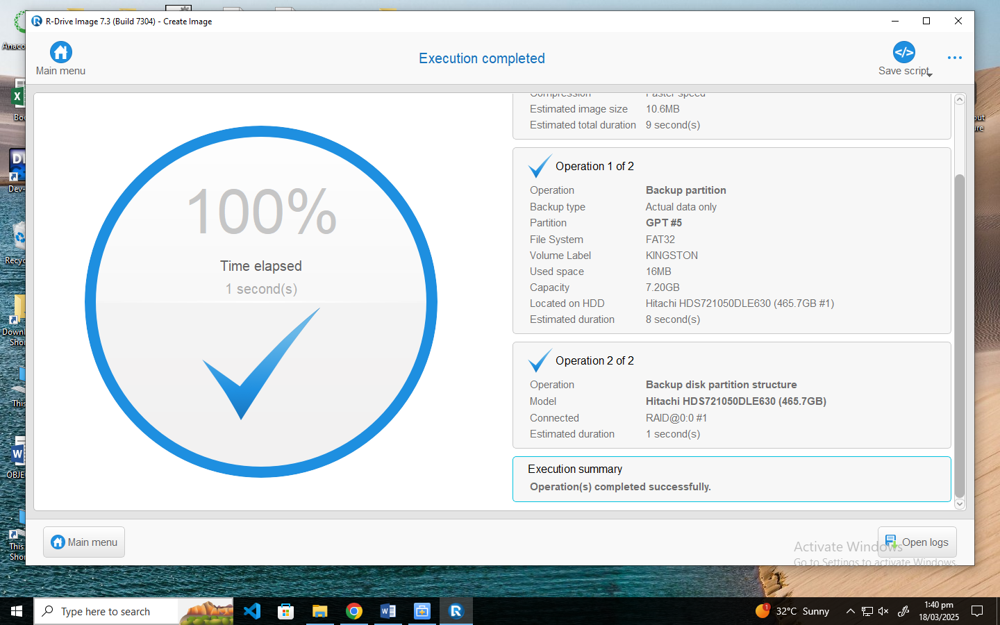 R-Drive Image 7.3 (Build 7304) - Create Image
Main menu
Execution completed
Save script
Compression Faster speed
Estimated image size 10.6MB
Estimated total duration 9 second(s)
100%
Time elapsed
1 second(s)
Operation 1 of 2
Operation Backup partition
Backup type Actual data only
Partition GPT #5
File System FAT32
Volume Label KINGSTON
Used space 16MB
Capacity 7.20GB
Located on HDD Hitachi HDS721050DLE630 (465.7GB #1)
Estimated duration 8 second(s)
Operation 2 of 2
Operation Backup disk partition structure
Model Hitachi HDS721050DLE630 (465.7GB)
Connected RAID@0:0 #1
Estimated duration 1 second(s)
Execution summary
Operation(s) completed successfully.
Main menu
Open logs
Activate Windows
Go to Settings to activate Windows.
Anaco
Boo
Dev-
Recyc
Downl
Shor
This
OBJE
This
Shor
out
re
Type here to search
1
32°C Sunny
1:40 pm
18/03/2025